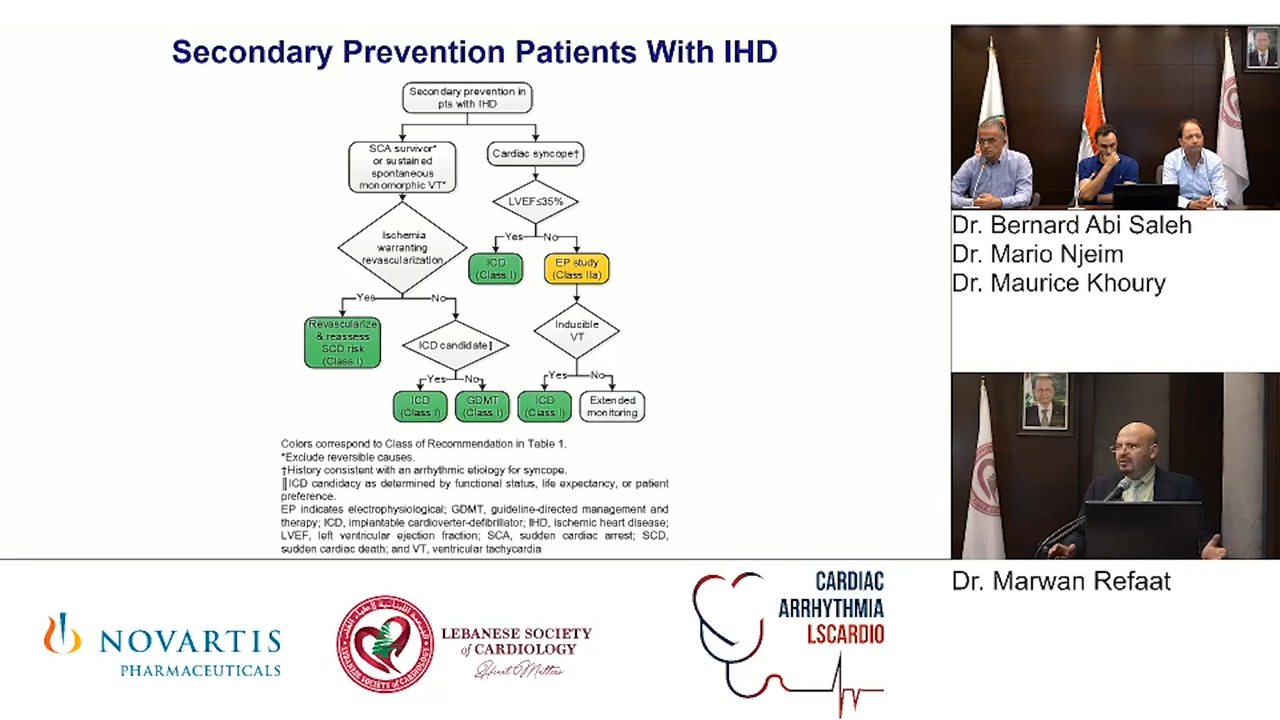 Secondary Prevention Patients With IHD
Secondary prevention in
pts with IHD
SCA survivor*
or sustained
spontaneous
monomorphic VT*
Cardiac syncope†
LVEF≤35%
Ischemia
warranting
revascularization
Yes
No
ICD
(Class I)
EP study
(Class IIa)
Yes
No
Revascularize
& reassess
SCD risk
(Class I)
ICD candidate‖
Inducible
VT
Yes
No
Yes
No
ICD
(Class I)
GDMT
(Class I)
ICD
(Class I)
Extended
monitoring
Colors correspond to Class of Recommendation in Table 1.
*Exclude reversible causes.
†History consistent with an arrhythmic etiology for syncope.
‖ICD candidacy as determined by functional status, life expectancy, or patient
preference.
EP indicates electrophysiological; GDMT, guideline-directed management and
therapy; ICD, implantable cardioverter-defibrillator; IHD, ischemic heart disease;
LVEF, left ventricular ejection fraction; SCA, sudden cardiac arrest; SCD,
sudden cardiac death; and VT, ventricular tachycardia
Dr. Bernard Abi Saleh
Dr. Mario Njeim
Dr. Maurice Khoury
Dr. Marwan Refaat
NOVARTIS
PHARMACEUTICALS
LEBANESE SOCIETY OF CARDIOLOGY
LEBANESE SOCIETY
of CARDIOLOGY
Heart Matters
CARDIAC
ARRHYTHMIA
LSCARDIO